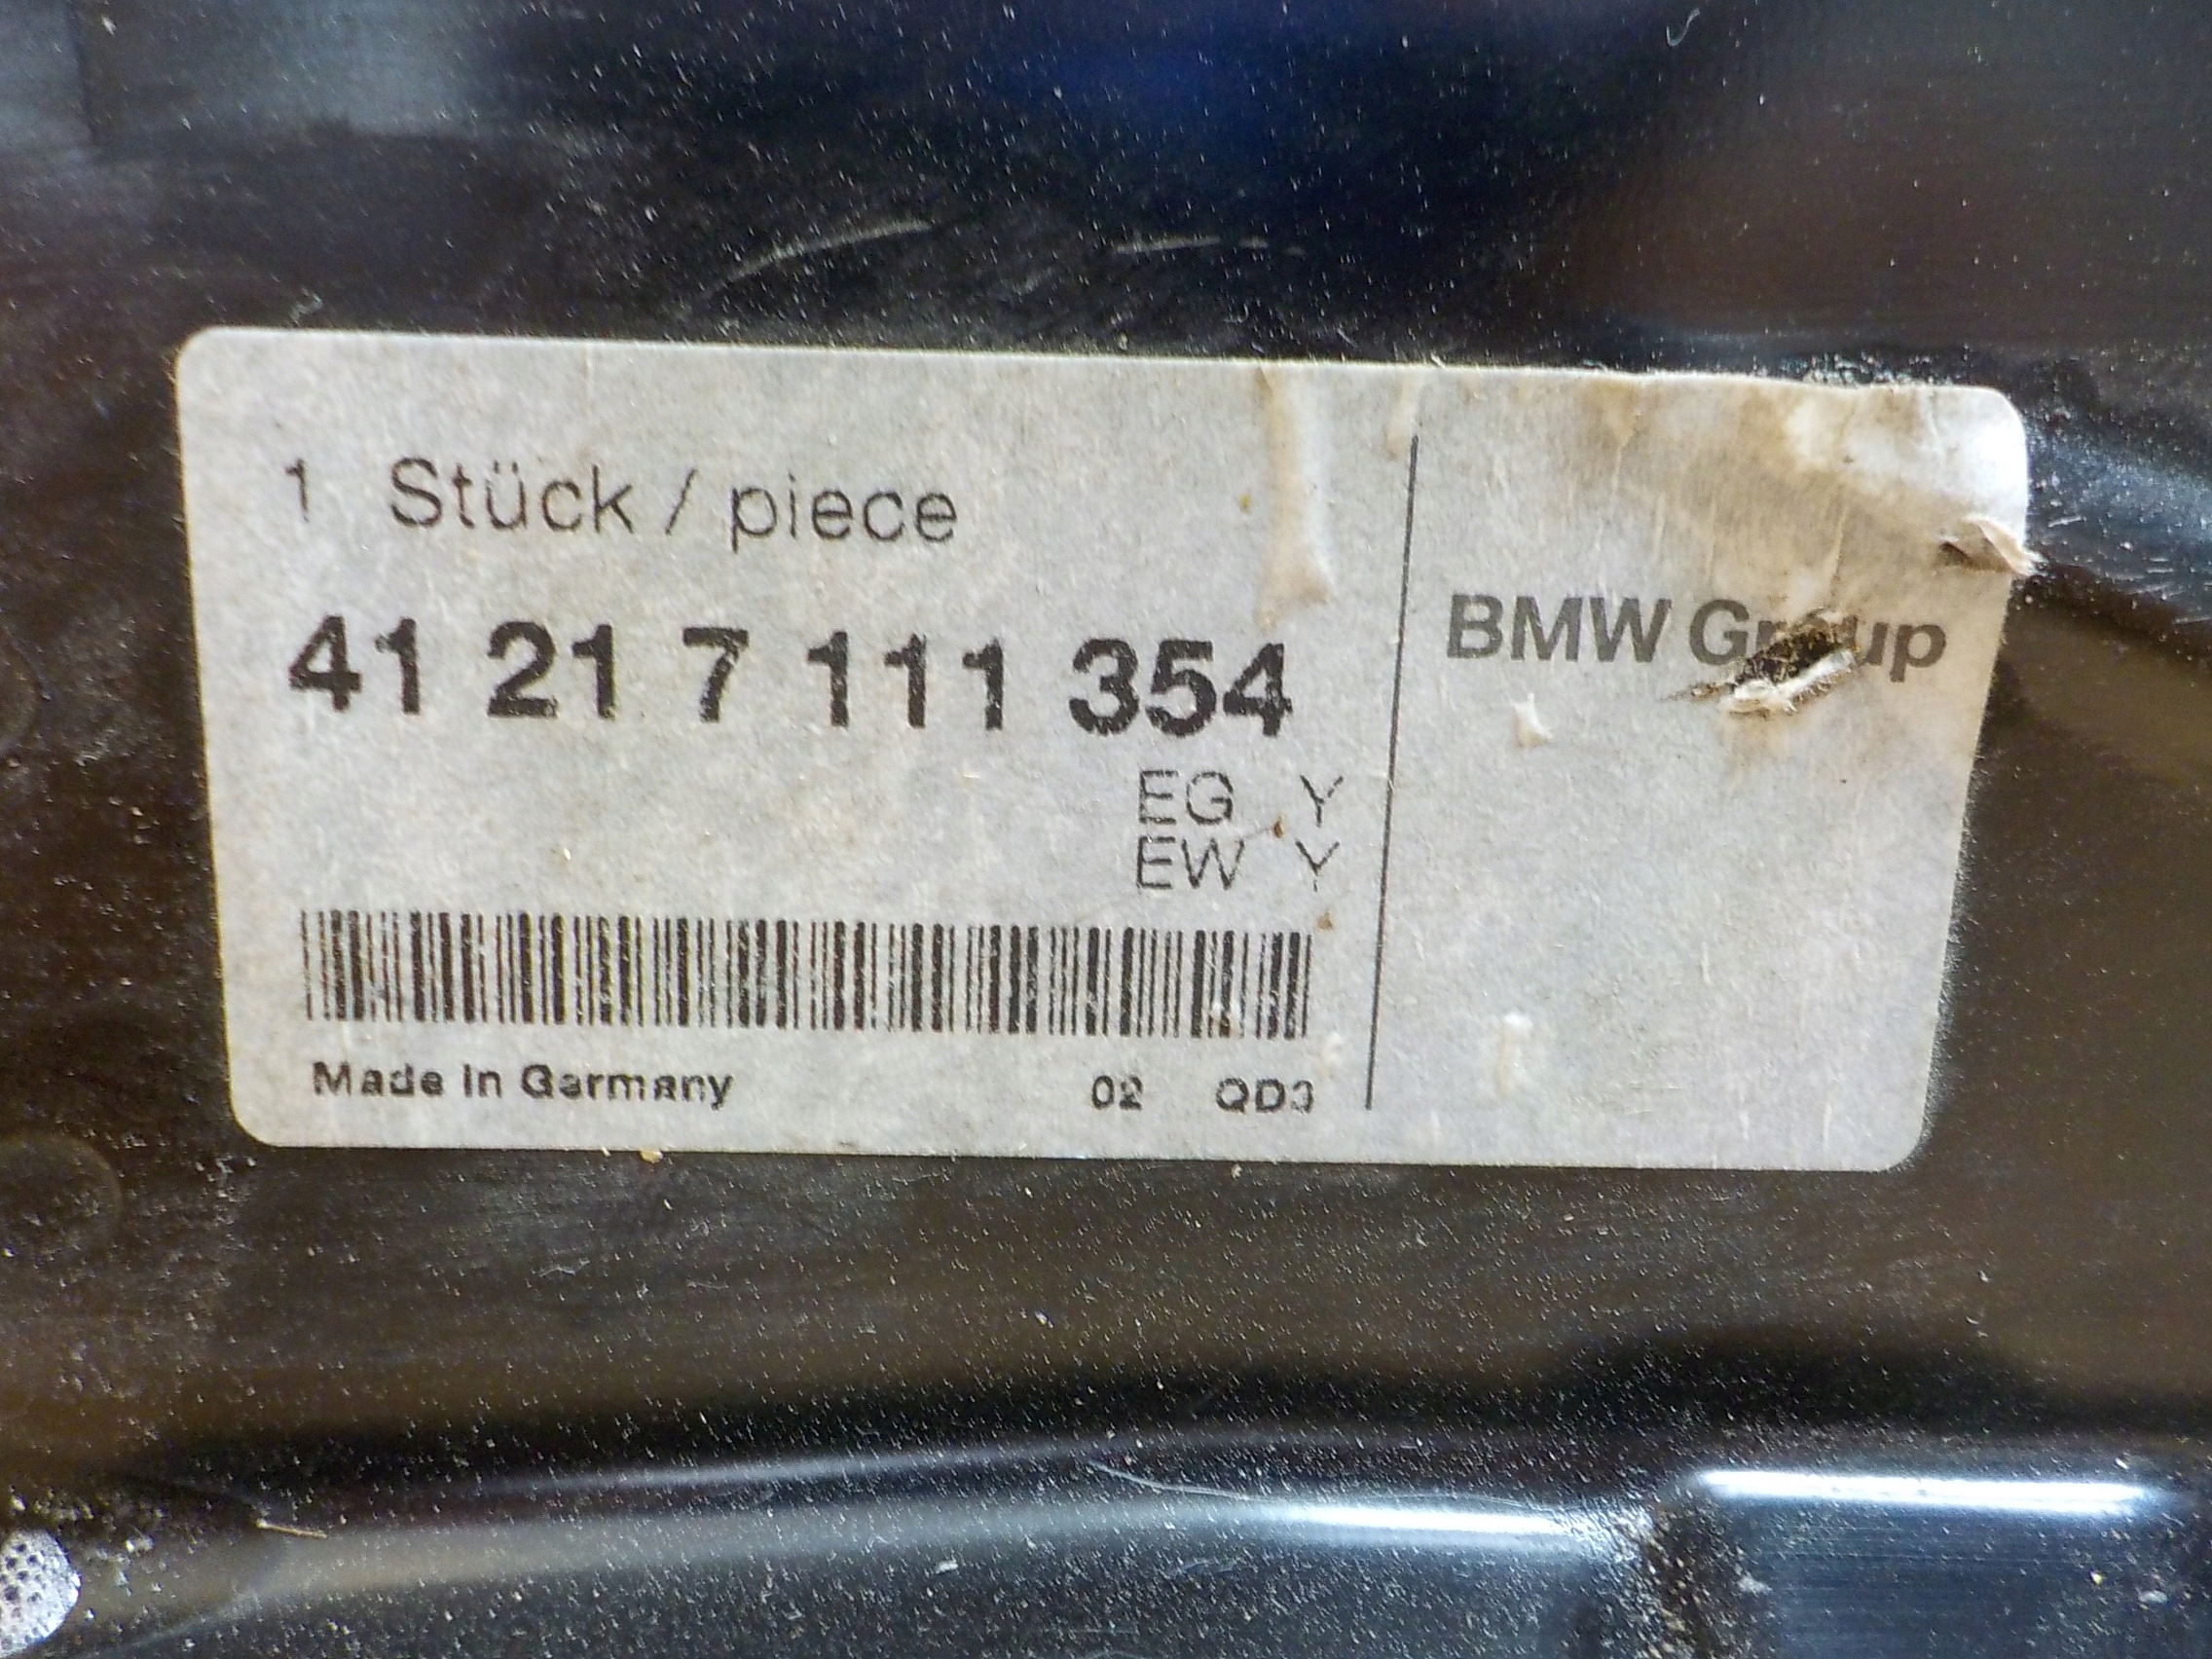 1 Stück / piece
41 21 7 111 354
BMW Group
EG Y
EW Y
Made in Germany
02 QD3